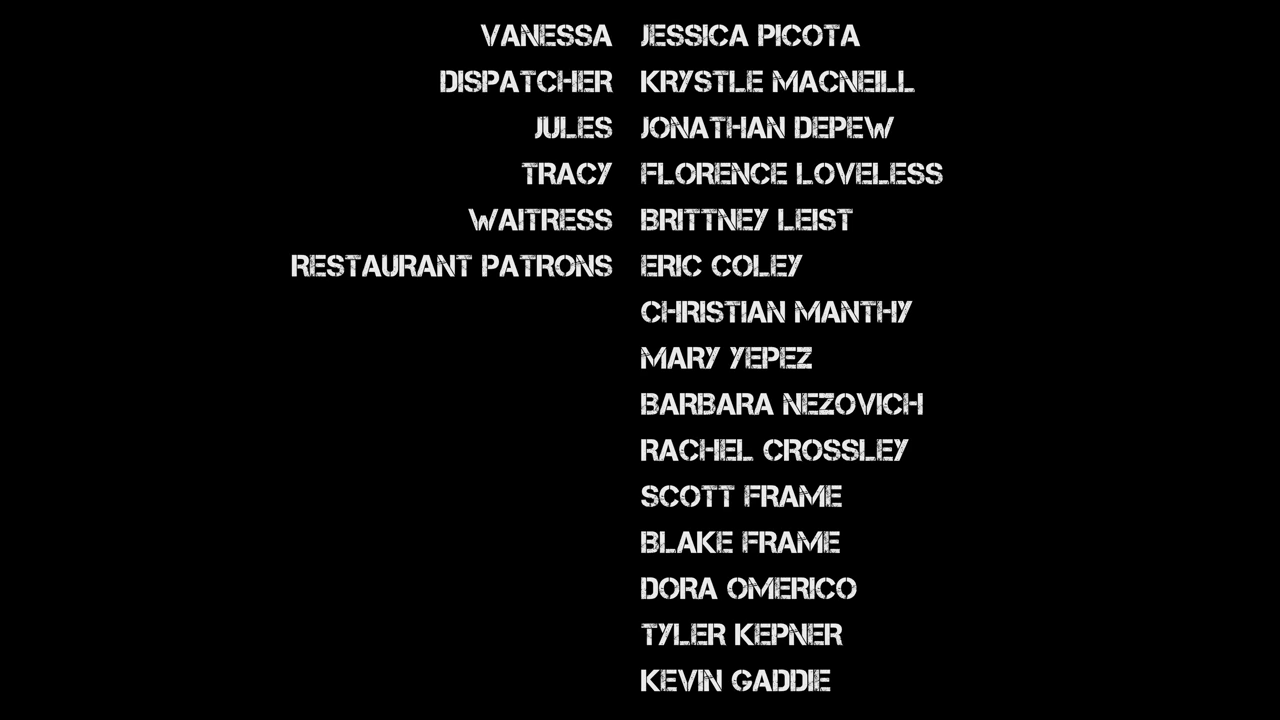 VANESSA JESSICA PICOTA
DISPATCHER KRYSTLE MACNEILL
JULES JONATHAN DEPEW
TRACY FLORENCE LOVELESS
WAITRESS BRITTNEY LEIST
RESTAURANT PATRONS ERIC COLEY
CHRISTIAN MANTHY
MARY YEPEZ
BARBARA NEZOVICH
RACHEL CROSSLEY
SCOTT FRAME
BLAKE FRAME
DORA OMERICO
TYLER KEPNER
KEVIN GADDIE